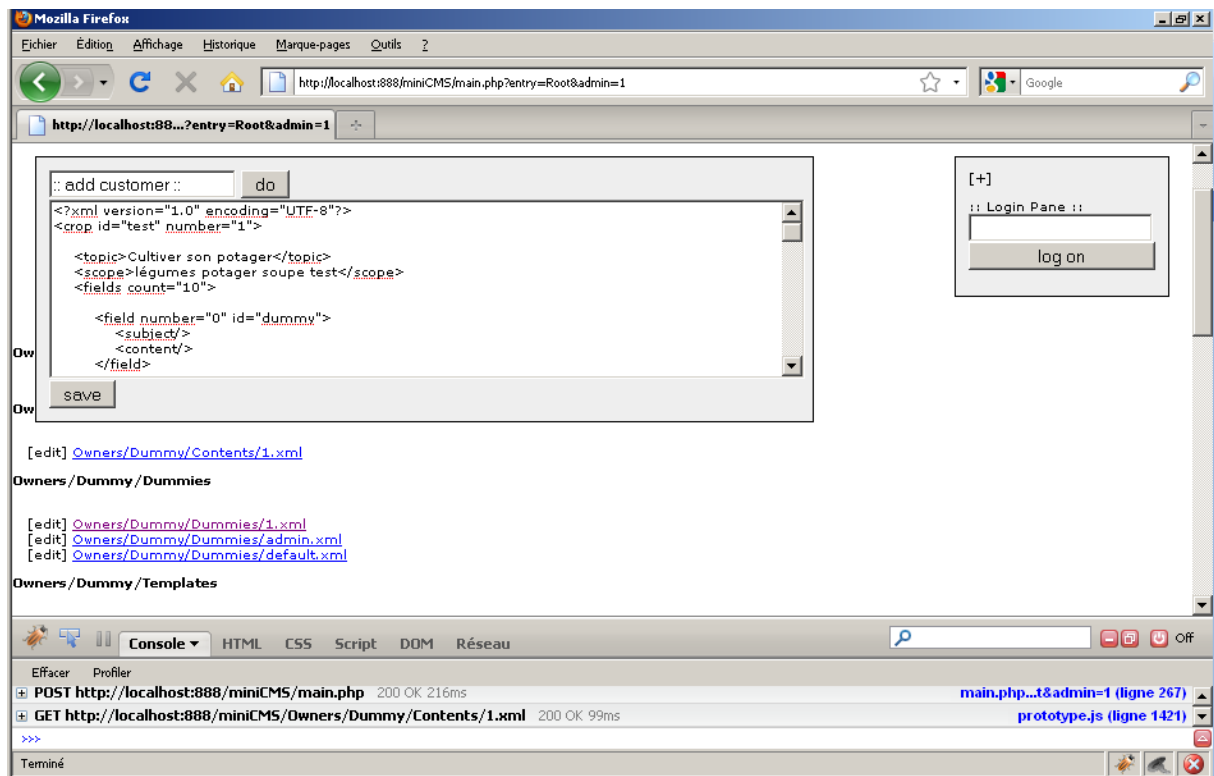 Mozilla Firefox
Fichier Édition Affichage Historique Marque-pages Outils ?
http://localhost:888/miniCMS/main.php?entry=Root&admin=1
Google
http://localhost:88...?entry=Root&admin=1
:: add customer ::
do
<?xml version="1.0" encoding="UTF-8"?>
<crop id="test" number="1">
<topic>Cultiver son potager</topic>
<scope>légumes potager soupe test</scope>
<fields count="10">
<field number="0" id="dummy">
<subject/>
<content/>
</field>
save
[+]
:: Login Pane ::
log on
Ow
Ow
[edit] Owners/Dummy/Contents/1.xml
Owners/Dummy/Dummies
[edit] Owners/Dummy/Dummies/1.xml
[edit] Owners/Dummy/Dummies/admin.xml
[edit] Owners/Dummy/Dummies/default.xml
Owners/Dummy/Templates
Console HTML CSS Script DOM Réseau
Off
Effacer Profiler
POST http://localhost:888/miniCMS/main.php 200 OK 216ms main.php...t&admin=1 (ligne 267)
GET http://localhost:888/miniCMS/Owners/Dummy/Contents/1.xml 200 OK 99ms prototype.js (ligne 1421)
>>>
Terminé